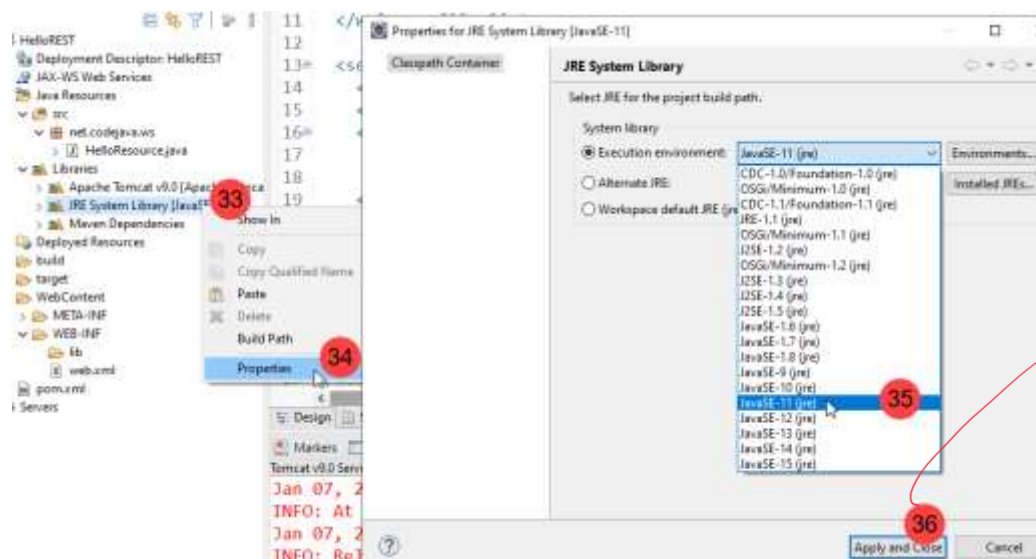 HelloREST
Deployment Descriptor: HelloREST
JAX-WS Web Services
Java Resources
src
net.codejava.ws
HelloResource.java
Libraries
Apache Tomcat v9.0 [Apac
JRE System Library [JavaSE
Maven Dependencies
Deployed Resources
build
target
WebContent
META-INF
WEB-INF
lib
web.xml
pom.xml
Servers
11 </w
12
13 <se
14
15
16
17
18
19
33
Show In
Copy
Copy Qualified Name
Paste
Delete
Build Path
Properties
34
Design
Markers
Tomcat v9.0 Serv
Jan 07, 2
INFO: At
Jan 07, 2
INFO: Rel
Properties for JRE System Library [JavaSE-11]
Classpath Container
JRE System Library
Select JRE for the project build path.
System library
Execution environment: JavaSE-11 (jre) Environments...
Alternate JRE: Installed JREs...
Workspace default JRE (jre
CDC-1.0/Foundation-1.0 (jre)
OSGi/Minimum-1.0 (jre)
CDC-1.1/Foundation-1.1 (jre)
JRE-1.1 (jre)
OSGi/Minimum-1.1 (jre)
J2SE-1.2 (jre)
OSGi/Minimum-1.2 (jre)
J2SE-1.3 (jre)
J2SE-1.4 (jre)
J2SE-1.5 (jre)
JavaSE-1.6 (jre)
JavaSE-1.7 (jre)
JavaSE-1.8 (jre)
JavaSE-9 (jre)
JavaSE-10 (jre)
JavaSE-11 (jre)
35
JavaSE-12 (jre)
JavaSE-13 (jre)
JavaSE-14 (jre)
JavaSE-15 (jre)
36
Apply and Close Cancel